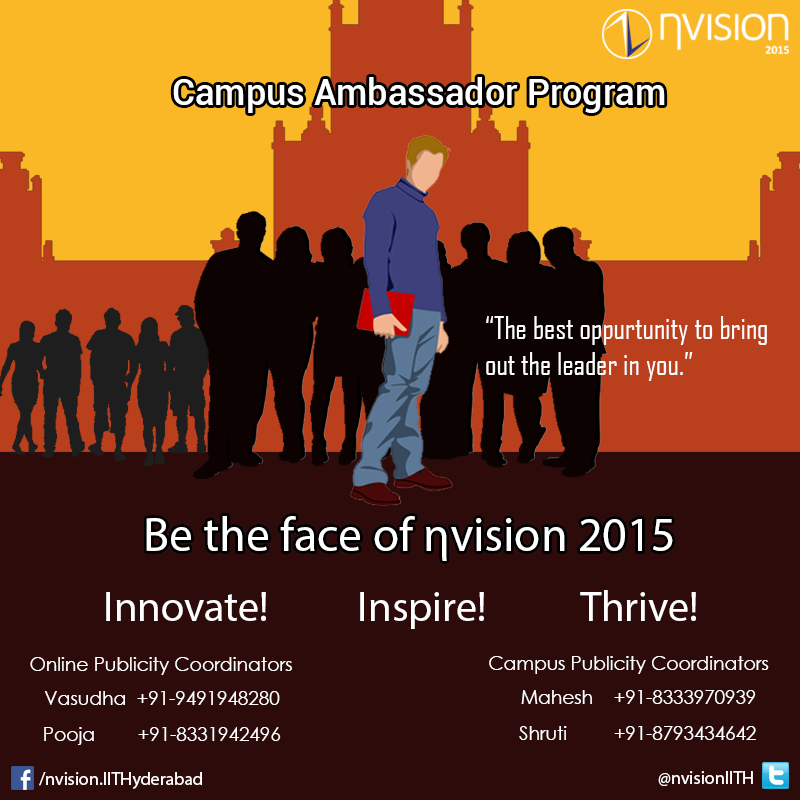 ηvision
2015
Campus Ambassador Program
“The best oppurtunity to bring
out the leader in you.”
Be the face of ηvision 2015
Innovate! Inspire! Thrive!
Online Publicity Coordinators
Vasudha +91-9491948280
Pooja +91-8331942496
Campus Publicity Coordinators
Mahesh +91-8333970939
Shruti +91-8793434642
/nvision.IITHyderabad
@nvisionIITH